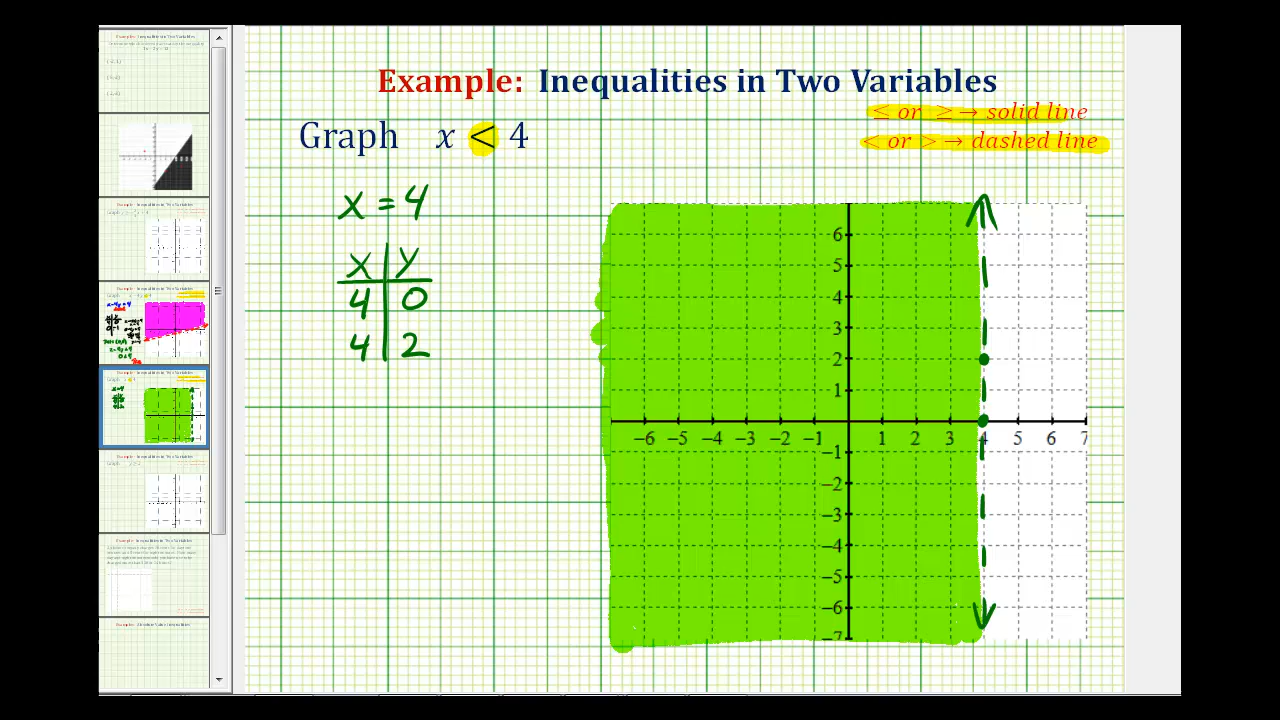 Example: Inequalities in Two Variables
≤ or ≥ → solid line
Graph x < 4
< or > → dashed line
x = 4
x y
4 0
4 2
6
5
4
3
2
1
−6 −5 −4 −3 −2 −1 1 2 3 4 5 6 7
−1
−2
−3
−4
−5
−6
−7